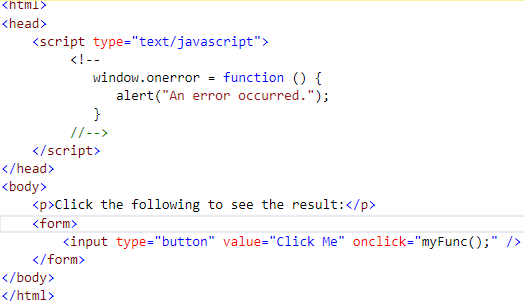 <html>
<head>
<script type="text/javascript">
<!--
window.onerror = function () {
alert("An error occurred.");
}
//-->
</script>
</head>
<body>
<p>Click the following to see the result:</p>
<form>
<input type="button" value="Click Me" onclick="myFunc();" />
</form>
</body>
</html>